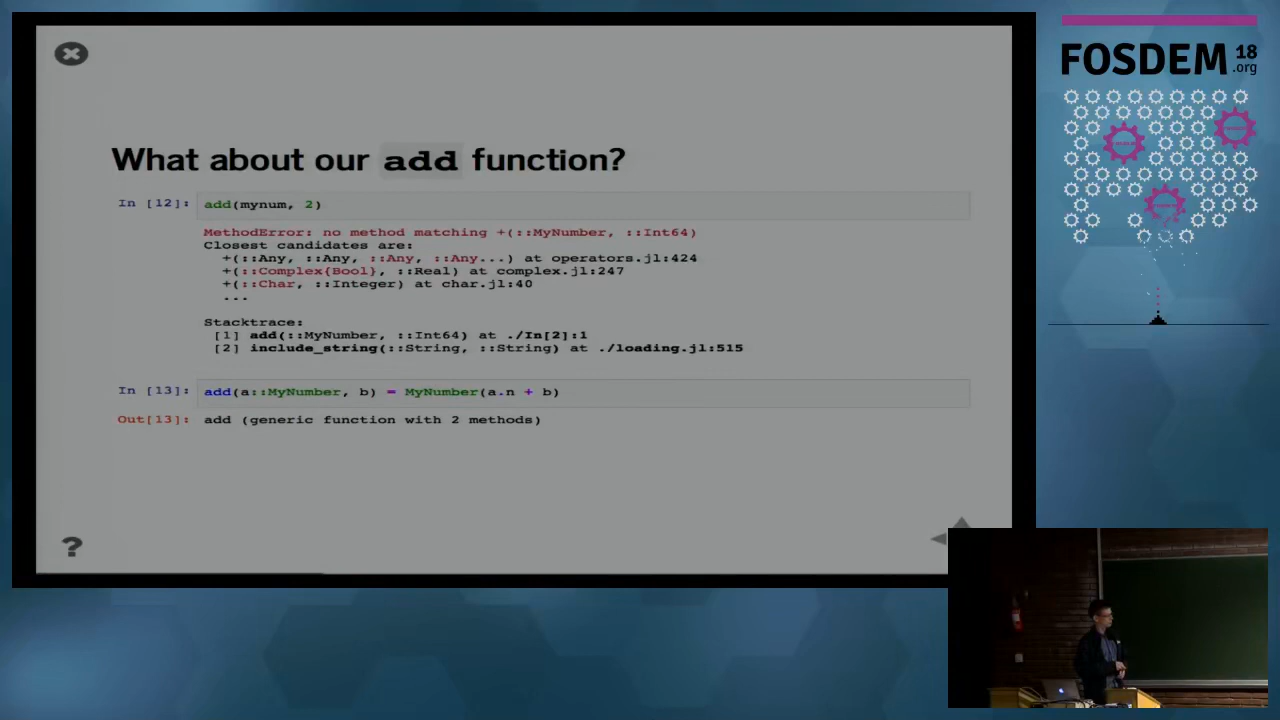 What about our add function?
In [12]: add(mynum, 2)
MethodError: no method matching +(::MyNumber, ::Int64)
Closest candidates are:
+(::Any, ::Any, ::Any, ::Any...) at operators.jl:424
+(::Complex{Bool}, ::Real) at complex.jl:247
+(::Char, ::Integer) at char.jl:40
...
Stacktrace:
[1] add(::MyNumber, ::Int64) at ./In[2]:1
[2] include_string(::String, ::String) at ./loading.jl:515
In [13]: add(a::MyNumber, b) = MyNumber(a.n + b)
Out[13]: add (generic function with 2 methods)
?
FOSDEM 18
.org